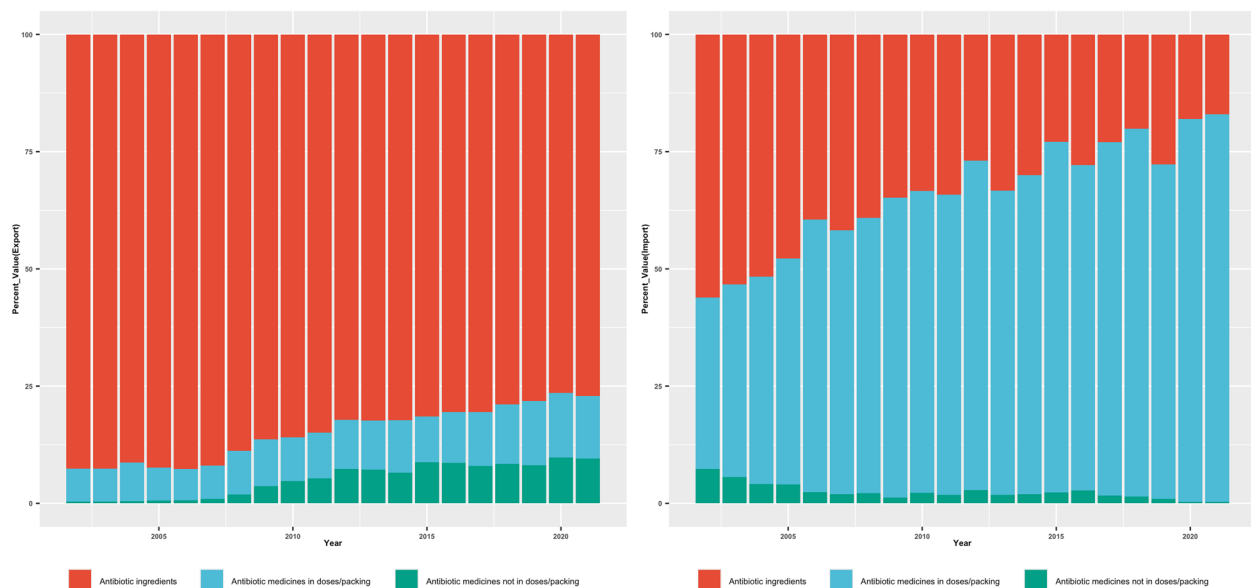 100
75
50
25
0
Percent_Value(Export)
2005
2010
2015
2020
Year
Antibiotic ingredients
Antibiotic medicines in doses/packing
Antibiotic medicines not in doses/packing
100
75
50
25
0
Percent_Value(Import)
2005
2010
2015
2020
Year
Antibiotic ingredients
Antibiotic medicines in doses/packing
Antibiotic medicines not in doses/packing